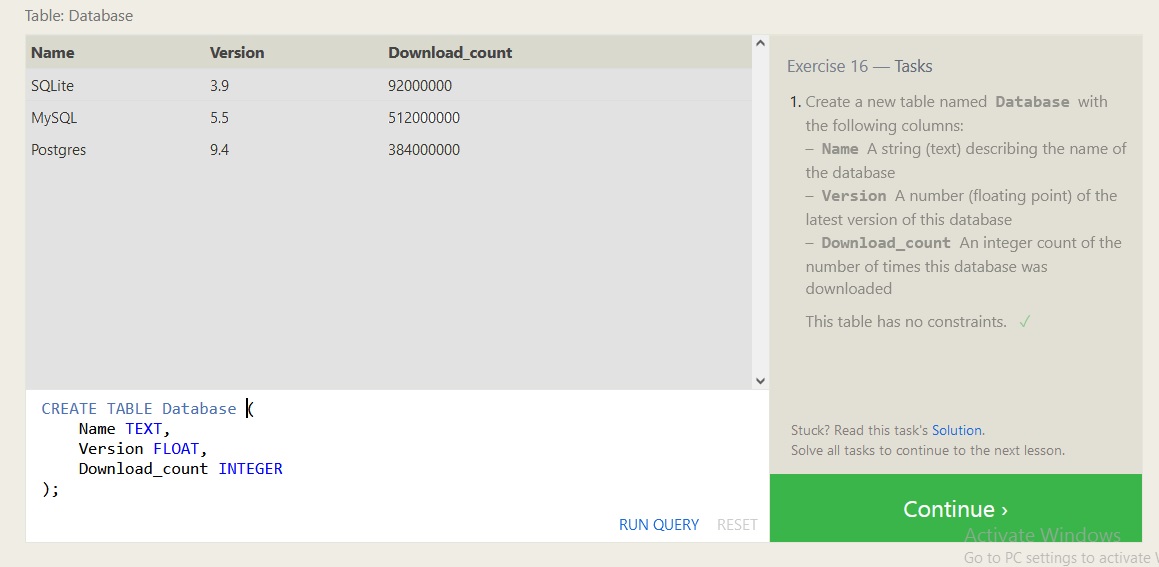 Table: Database
Name Version Download_count
SQLite 3.9 92000000
MySQL 5.5 512000000
Postgres 9.4 384000000
CREATE TABLE Database (
Name TEXT,
Version FLOAT,
Download_count INTEGER
);
RUN QUERY RESET
Exercise 16 — Tasks
1. Create a new table named Database with
the following columns:
– Name A string (text) describing the name of
the database
– Version A number (floating point) of the
latest version of this database
– Download_count An integer count of the
number of times this database was
downloaded
This table has no constraints. ✓
Stuck? Read this task's Solution.
Solve all tasks to continue to the next lesson.
Continue ›
Activate Windows
Go to PC settings to activate